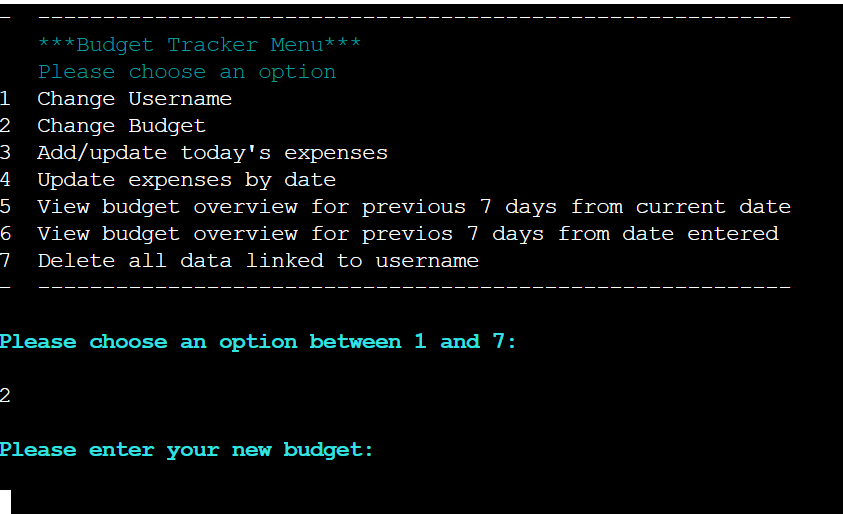 -  ----------------------------------------------------------
***Budget Tracker Menu***
Please choose an option
1  Change Username
2  Change Budget
3  Add/update today's expenses
4  Update expenses by date
5  View budget overview for previous 7 days from current date
6  View budget overview for previos 7 days from date entered
7  Delete all data linked to username
-  ----------------------------------------------------------
Please choose an option between 1 and 7:
2
Please enter your new budget: